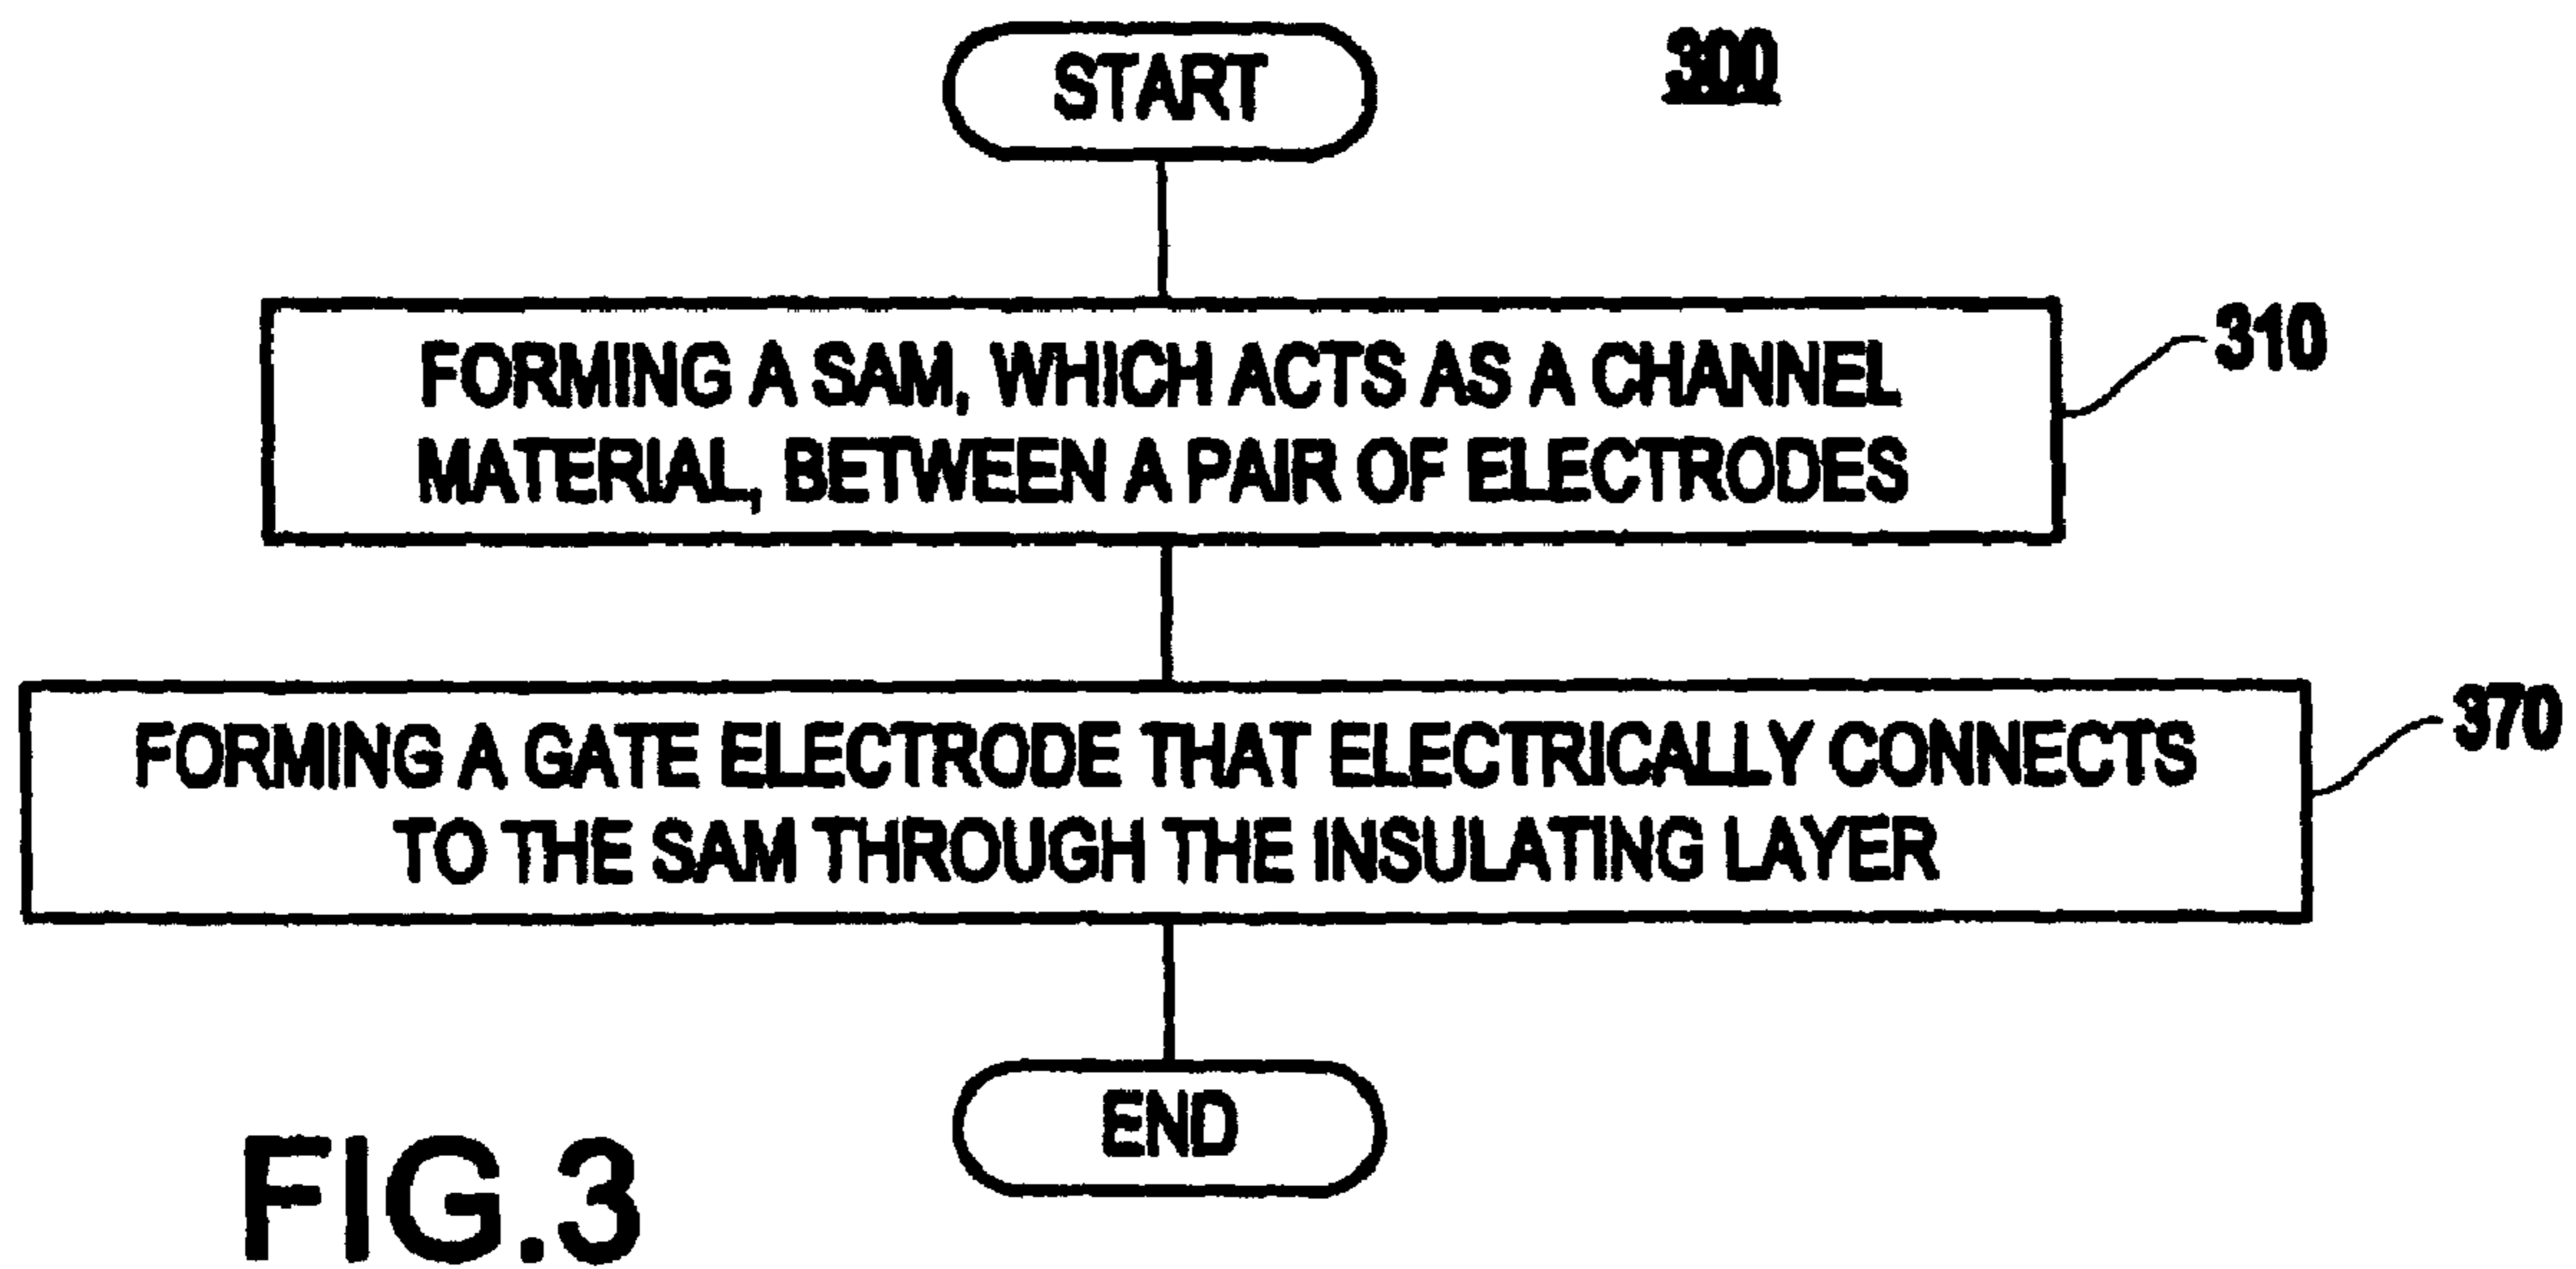 START
300
FORMING A SAM, WHICH ACTS AS A CHANNEL
MATERIAL, BETWEEN A PAIR OF ELECTRODES
310
FORMING A GATE ELECTRODE THAT ELECTRICALLY CONNECTS
TO THE SAM THROUGH THE INSULATING LAYER
370
END
FIG.3